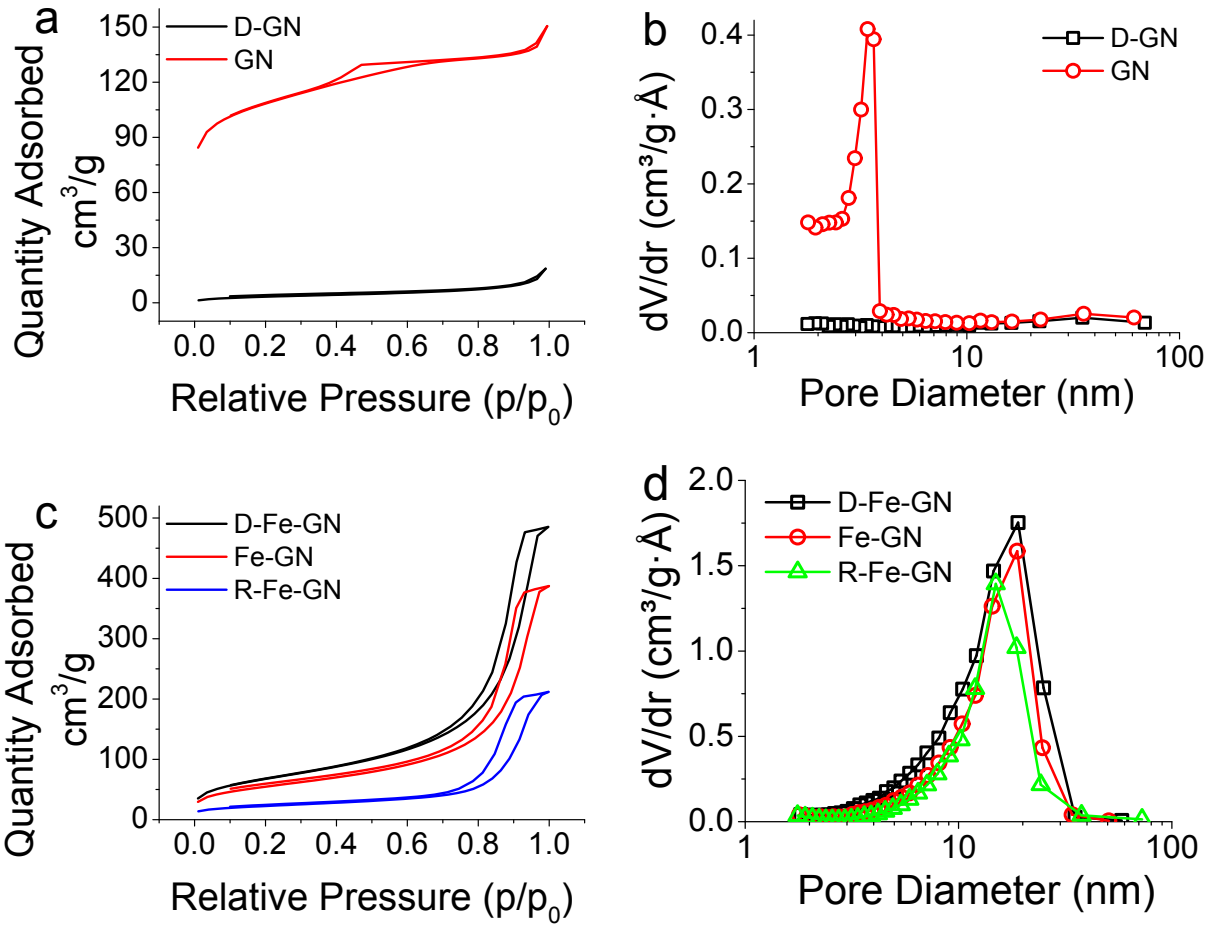 a
D-GN
GN
Quantity Adsorbed
cm³/g
150
120
90
60
30
0
0.0 0.2 0.4 0.6 0.8 1.0
Relative Pressure (p/p₀)
b
D-GN
GN
dV/dr (cm³/g·Å)
0.4
0.3
0.2
0.1
0.0
1 10 100
Pore Diameter (nm)
c
D-Fe-GN
Fe-GN
R-Fe-GN
Quantity Adsorbed
cm³/g
500
400
300
200
100
0
0.0 0.2 0.4 0.6 0.8 1.0
Relative Pressure (p/p₀)
d
D-Fe-GN
Fe-GN
R-Fe-GN
dV/dr (cm³/g·Å)
2.0
1.5
1.0
0.5
0.0
1 10 100
Pore Diameter (nm)